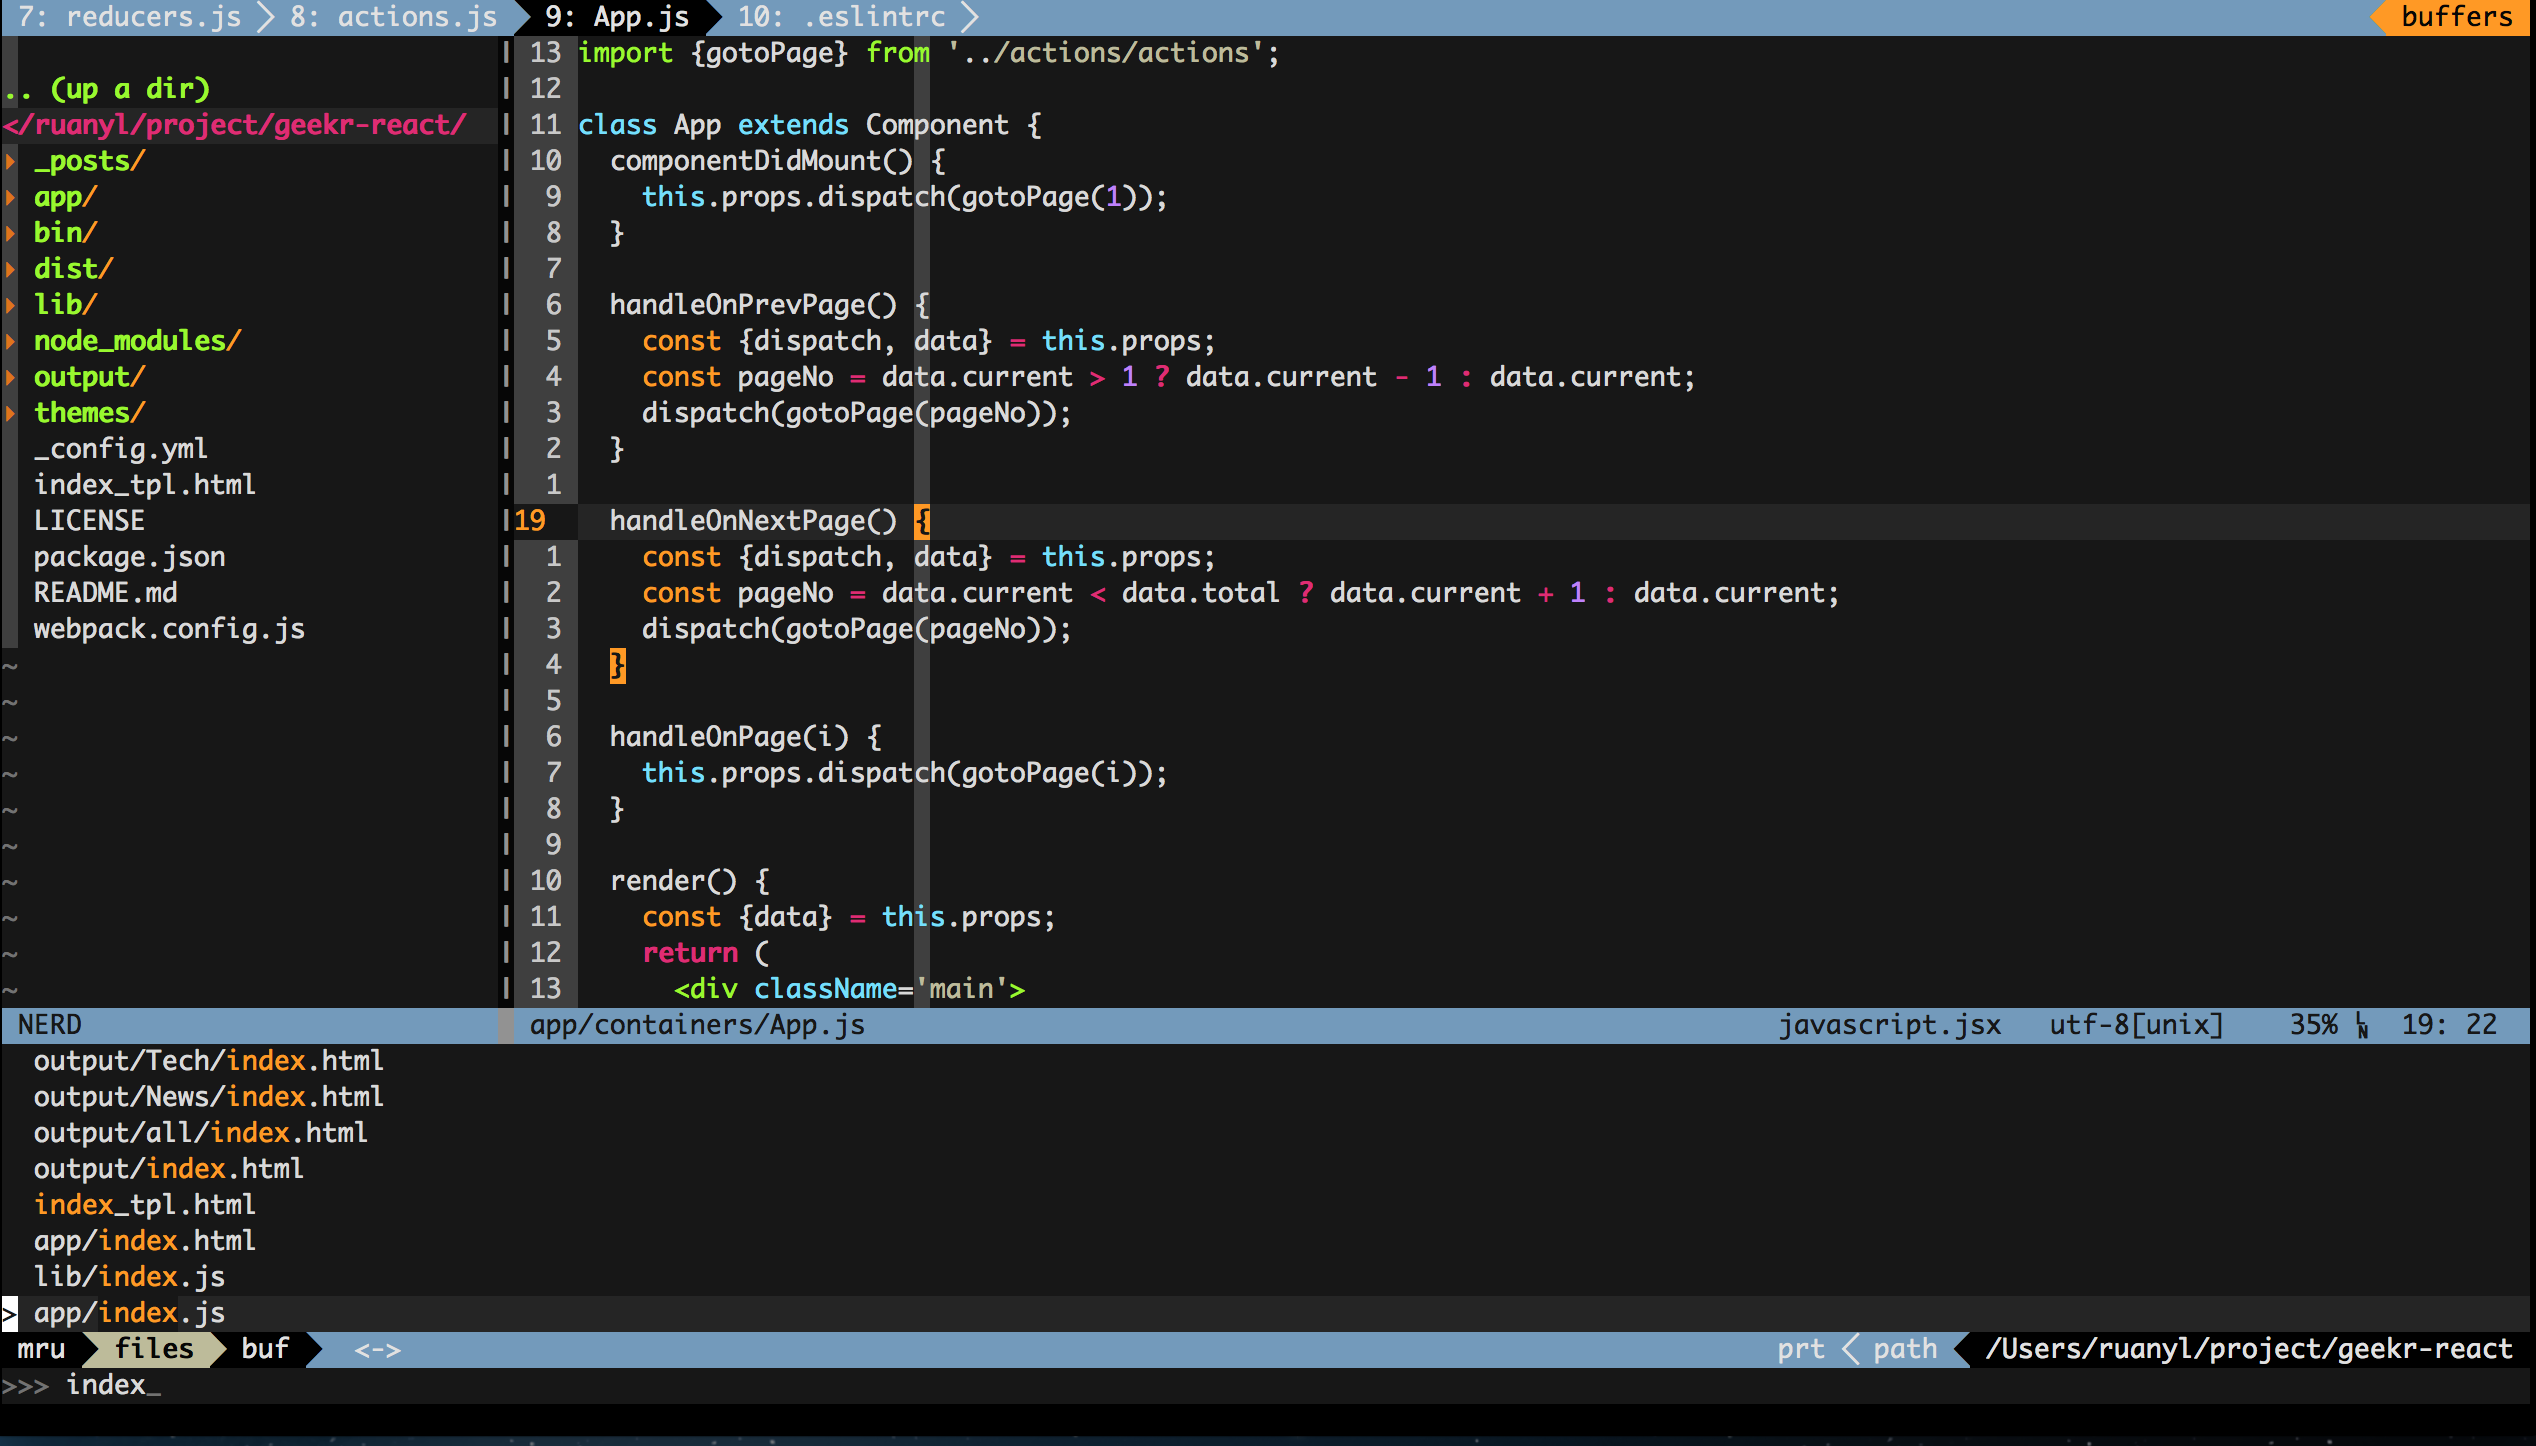 7: reducers.js 8: actions.js 9: App.js 10: .eslintrc buffers
.. (up a dir)
</ruanyl/project/geekr-react/
▸ _posts/
▸ app/
▸ bin/
▸ dist/
▸ lib/
▸ node_modules/
▸ output/
▸ themes/
_config.yml
index_tpl.html
LICENSE
package.json
README.md
webpack.config.js
~
~
~
~
~
~
~
~
~
~
13 import {gotoPage} from '../actions/actions';
12
11 class App extends Component {
10   componentDidMount() {
9     this.props.dispatch(gotoPage(1));
8   }
7
6   handleOnPrevPage() {
5     const {dispatch, data} = this.props;
4     const pageNo = data.current > 1 ? data.current - 1 : data.current;
3     dispatch(gotoPage(pageNo));
2   }
1
19   handleOnNextPage() {
1     const {dispatch, data} = this.props;
2     const pageNo = data.current < data.total ? data.current + 1 : data.current;
3     dispatch(gotoPage(pageNo));
4   }
5
6   handleOnPage(i) {
7     this.props.dispatch(gotoPage(i));
8   }
9
10   render() {
11     const {data} = this.props;
12     return (
13       <div className='main'>
NERD app/containers/App.js javascript.jsx utf-8[unix] 35% LN 19: 22
output/Tech/index.html
output/News/index.html
output/all/index.html
output/index.html
index_tpl.html
app/index.html
lib/index.js
> app/index.js
mru files buf <-> prt path /Users/ruanyl/project/geekr-react
>>> index_